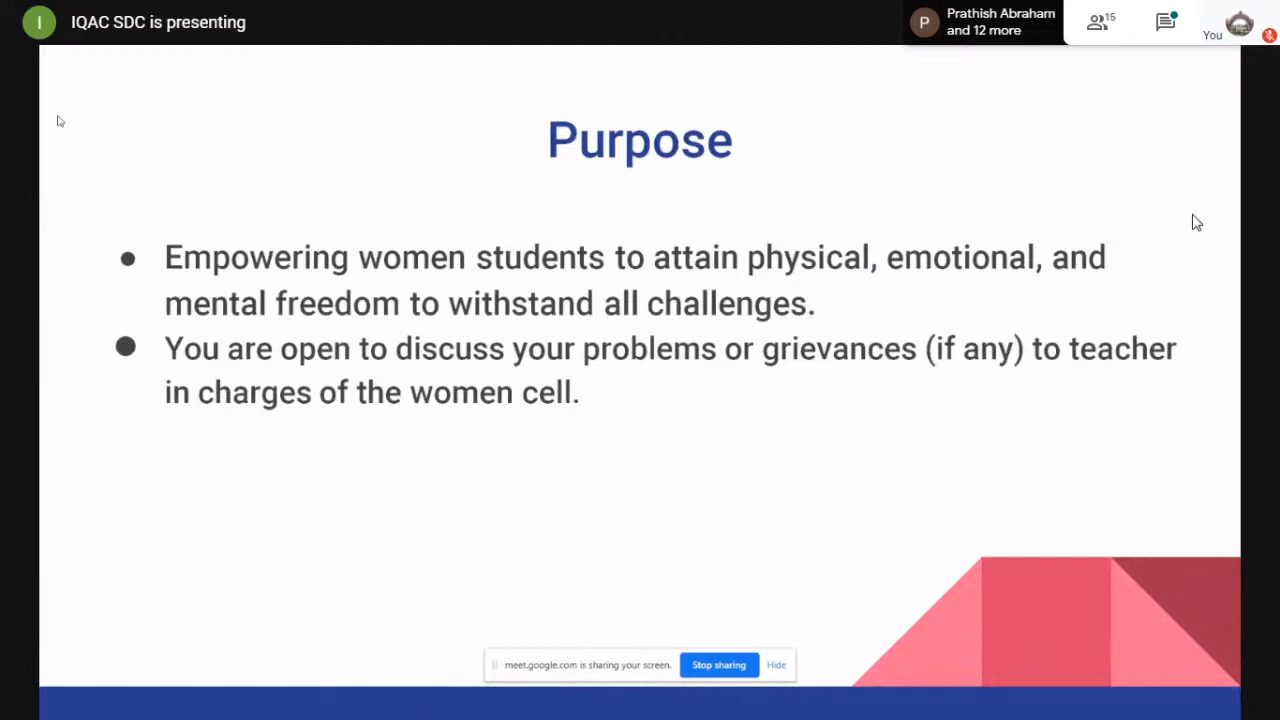 I IQAC SDC is presenting
P Prathish Abraham
and 12 more
15
You
Purpose
● Empowering women students to attain physical, emotional, and
mental freedom to withstand all challenges.
● You are open to discuss your problems or grievances (if any) to teacher
in charges of the women cell.
meet.google.com is sharing your screen. Stop sharing Hide